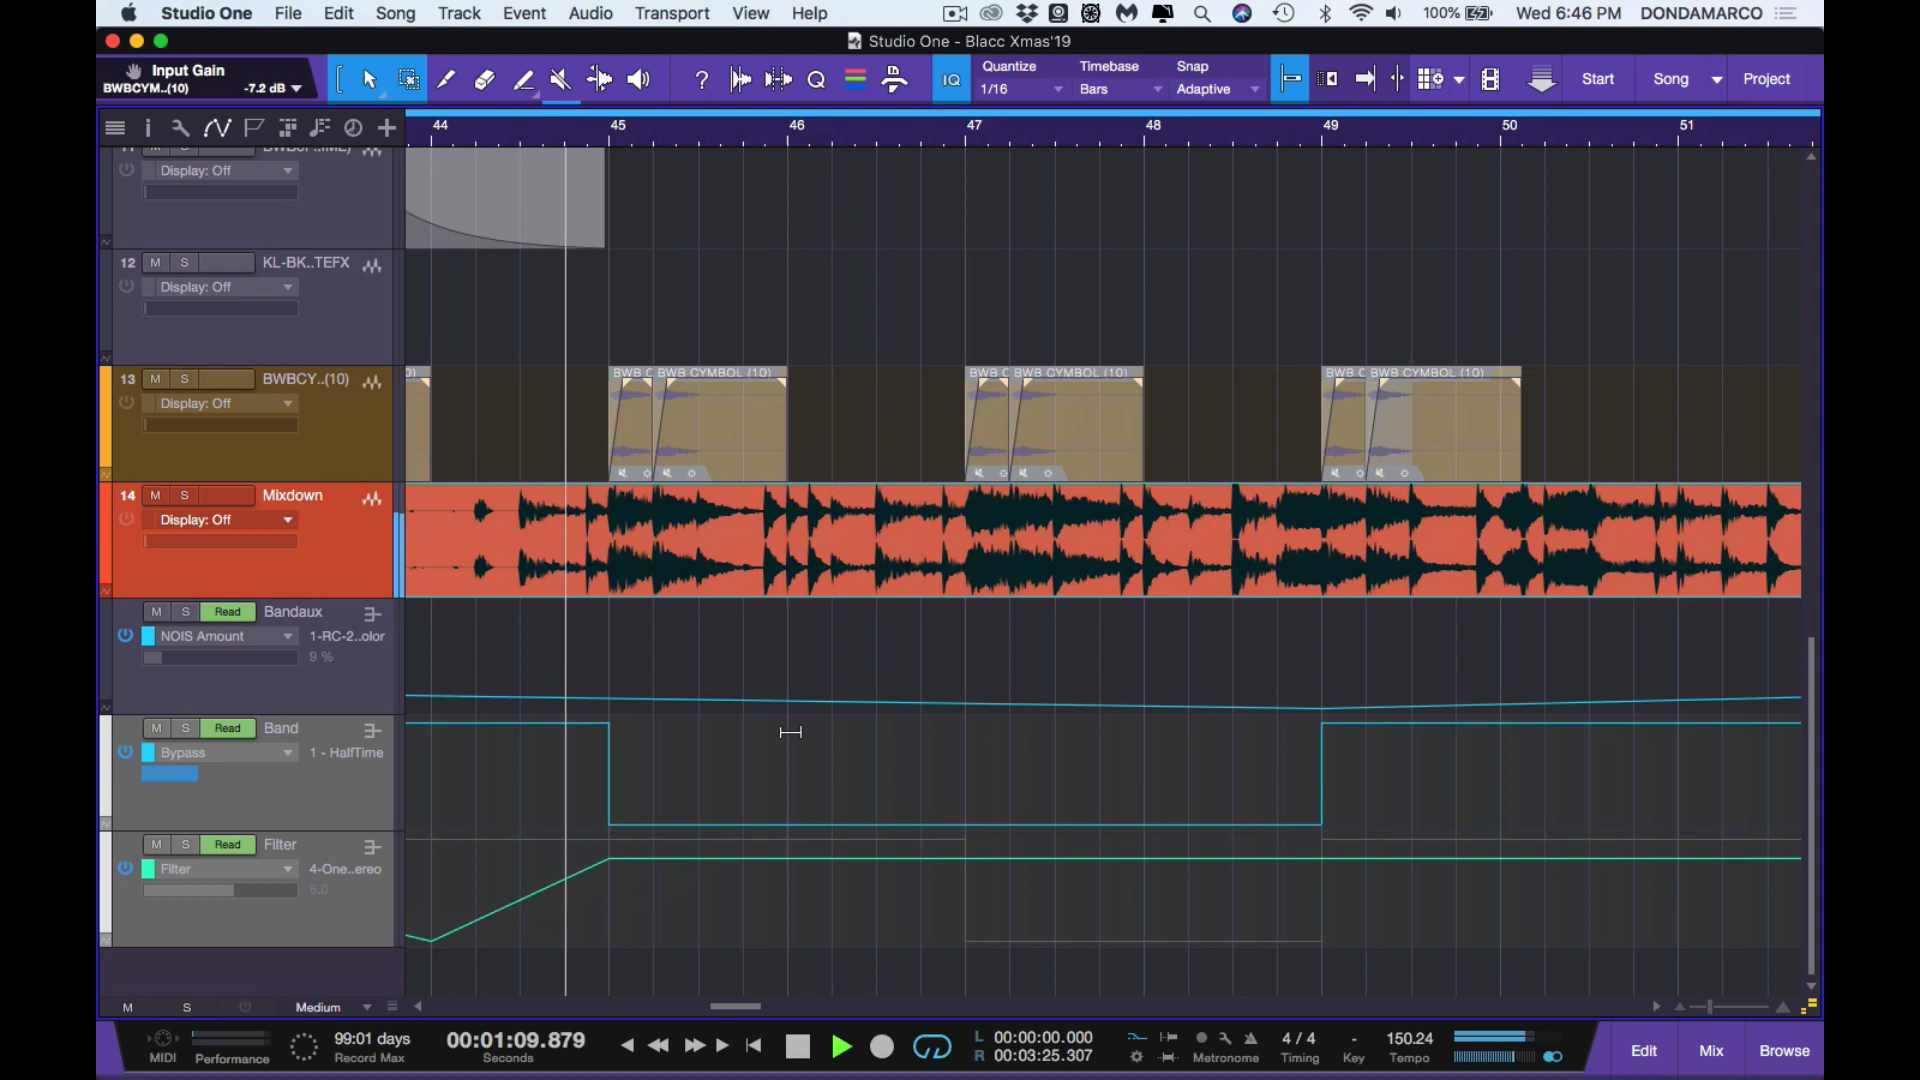 Studio One File Edit Song Track Event Audio Transport View Help 100% Wed 6:46 PM DONDAMARCO
Studio One - Blacc Xmas'19
Input Gain
BWBCYM..(10) -7.2 dB
IQ
Quantize Timebase Snap
1/16 Bars Adaptive
Start Song Project
44 45 46 47 48 49 50 51
Display: Off
12 M S KL-BK..TEFX
Display: Off
13 M S BWBCY..(10)
Display: Off
BWB C BWB CYMBOL (10) BWB C BWB CYMBOL (10) BWB C BWB CYMBOL (10)
14 M S Mixdown
Display: Off
M S Read Bandaux
NOIS Amount 1-RC-2..olor
9 %
M S Read Band
Bypass 1 - HalfTime
M S Read Filter
Filter 4-One..ereo
6.0
M S Medium
MIDI Performance
99:01 days
Record Max
00:01:09.879
Seconds
L 00:00:00.000
R 00:03:25.307
Metronome
4 / 4
Timing
-
Key
150.24
Tempo
Edit Mix Browse